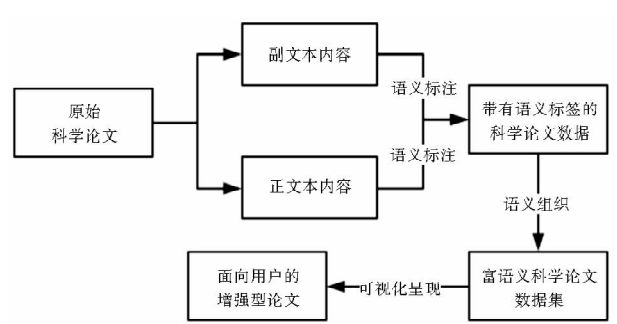 副文本内容
语义标注
原始
科学论文
带有语义标签的
科学论文数据
语义标注
正文本内容
语义组织
面向用户的
增强型论文
可视化呈现
富语义科学论文
数据集